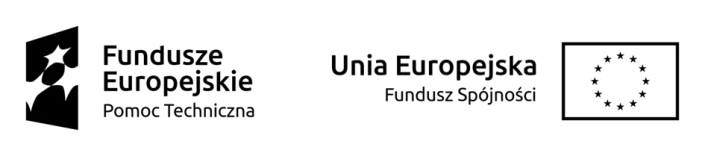 Fundusze
Europejskie
Pomoc Techniczna
Unia Europejska
Fundusz Spójności